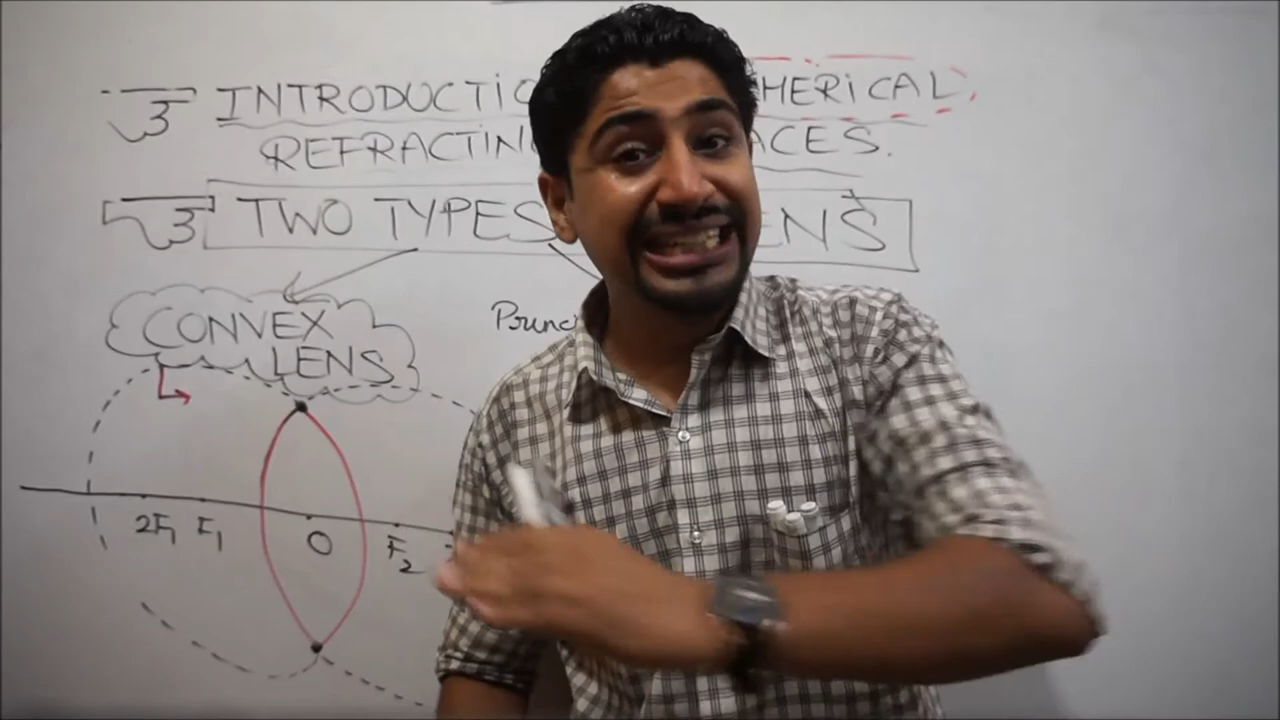 INTRODUCTIO HERICAL
REFRACTIN ACES.
TWO TYPES ENS
CONVEX
LENS
2F1 F1 O F2